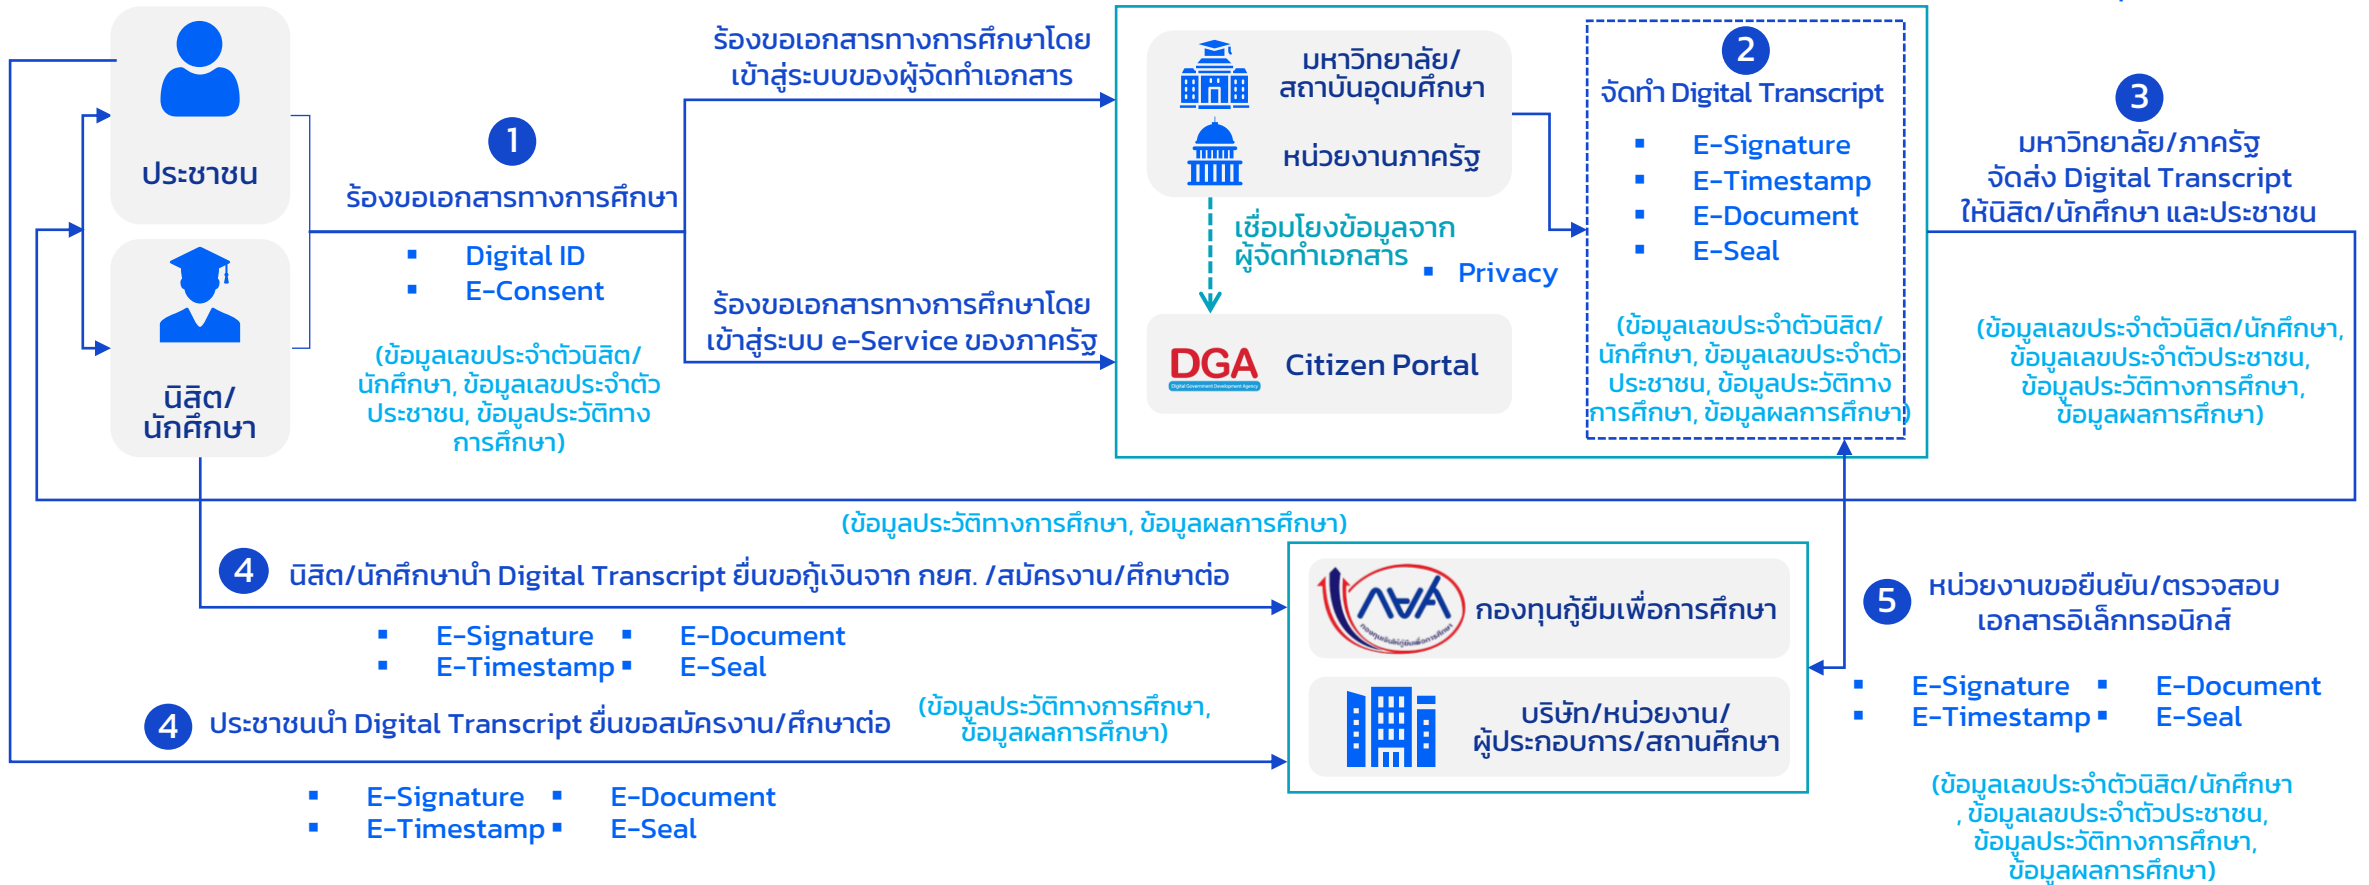 ประชาชน
นิสิต/
นักศึกษา
1
ร้องขอเอกสารทางการศึกษา
▪ Digital ID
▪ E-Consent
(ข้อมูลเลขประจำตัวนิสิต/
นักศึกษา, ข้อมูลเลขประจำตัว
ประชาชน, ข้อมูลประวัติทาง
การศึกษา)
ร้องขอเอกสารทางการศึกษาโดย
เข้าสู่ระบบของผู้จัดทำเอกสาร
ร้องขอเอกสารทางการศึกษาโดย
เข้าสู่ระบบ e-Service ของภาครัฐ
มหาวิทยาลัย/
สถาบันอุดมศึกษา
หน่วยงานภาครัฐ
เชื่อมโยงข้อมูลจาก
ผู้จัดทำเอกสาร
▪ Privacy
DGA
Digital Government Development Agency
Citizen Portal
2
จัดทำ Digital Transcript
▪ E-Signature
▪ E-Timestamp
▪ E-Document
▪ E-Seal
(ข้อมูลเลขประจำตัวนิสิต/
นักศึกษา, ข้อมูลเลขประจำตัว
ประชาชน, ข้อมูลประวัติทาง
การศึกษา, ข้อมูลผลการศึกษา)
3
มหาวิทยาลัย/ภาครัฐ
จัดส่ง Digital Transcript
ให้นิสิต/นักศึกษา และประชาชน
(ข้อมูลเลขประจำตัวนิสิต/นักศึกษา,
ข้อมูลเลขประจำตัวประชาชน,
ข้อมูลประวัติทางการศึกษา,
ข้อมูลผลการศึกษา)
(ข้อมูลประวัติทางการศึกษา, ข้อมูลผลการศึกษา)
4 นิสิต/นักศึกษานำ Digital Transcript ยื่นขอกู้เงินจาก กยศ. /สมัครงาน/ศึกษาต่อ
▪ E-Signature ▪ E-Document
▪ E-Timestamp ▪ E-Seal
4 ประชาชนนำ Digital Transcript ยื่นขอสมัครงาน/ศึกษาต่อ
(ข้อมูลประวัติทางการศึกษา,
ข้อมูลผลการศึกษา)
▪ E-Signature ▪ E-Document
▪ E-Timestamp ▪ E-Seal
กองทุนกู้ยืมเพื่อการศึกษา
บริษัท/หน่วยงาน/
ผู้ประกอบการ/สถานศึกษา
5 หน่วยงานขอยืนยัน/ตรวจสอบ
เอกสารอิเล็กทรอนิกส์
▪ E-Signature ▪ E-Document
▪ E-Timestamp ▪ E-Seal
(ข้อมูลเลขประจำตัวนิสิต/นักศึกษา
, ข้อมูลเลขประจำตัวประชาชน,
ข้อมูลประวัติทางการศึกษา,
ข้อมูลผลการศึกษา)